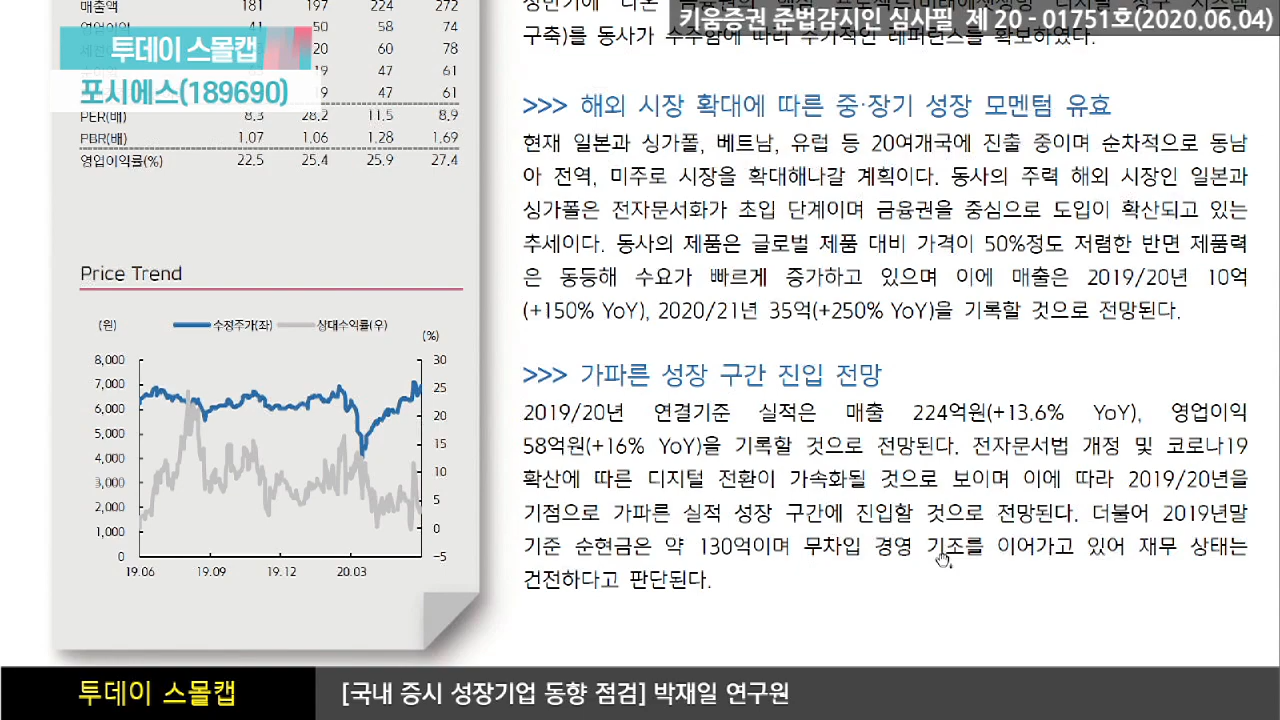 매출액 181 197 224 272
영업이익 41 50 58 74
20 60 78
19 47 61
19 47 61
PER(배) 8.3 28.2 11.5 8.9
PBR(배) 1.07 1.06 1.28 1.69
영업이익률(%) 22.5 25.4 25.9 27.4
투데이 스몰캡
포시에스(189690)
Price Trend
(원) 수정주가(좌) 상대수익률(우) (%)
8,000 30
7,000 25
6,000 20
5,000 15
4,000 10
3,000 5
2,000 0
1,000 -5
0
19.06 19.09 19.12 20.03
키움증권 준법감시인 심사필 제 20 - 01751호(2020.06.04)
구축)를 동사가 수주함에 따라 추가적인 레퍼런스를 확보하였다.
>>> 해외 시장 확대에 따른 중·장기 성장 모멘텀 유효
현재 일본과 싱가폴, 베트남, 유럽 등 20여개국에 진출 중이며 순차적으로 동남
아 전역, 미주로 시장을 확대해나갈 계획이다. 동사의 주력 해외 시장인 일본과
싱가폴은 전자문서화가 초입 단계이며 금융권을 중심으로 도입이 확산되고 있는
추세이다. 동사의 제품은 글로벌 제품 대비 가격이 50%정도 저렴한 반면 제품력
은 동등해 수요가 빠르게 증가하고 있으며 이에 매출은 2019/20년 10억
(+150% YoY), 2020/21년 35억(+250% YoY)을 기록할 것으로 전망된다.
>>> 가파른 성장 구간 진입 전망
2019/20년 연결기준 실적은 매출 224억원(+13.6% YoY), 영업이익
58억원(+16% YoY)을 기록할 것으로 전망된다. 전자문서법 개정 및 코로나19
확산에 따른 디지털 전환이 가속화될 것으로 보이며 이에 따라 2019/20년을
기점으로 가파른 실적 성장 구간에 진입할 것으로 전망된다. 더불어 2019년말
기준 순현금은 약 130억이며 무차입 경영 기조를 이어가고 있어 재무 상태는
건전하다고 판단된다.
투데이 스몰캡
[국내 증시 성장기업 동향 점검] 박재일 연구원